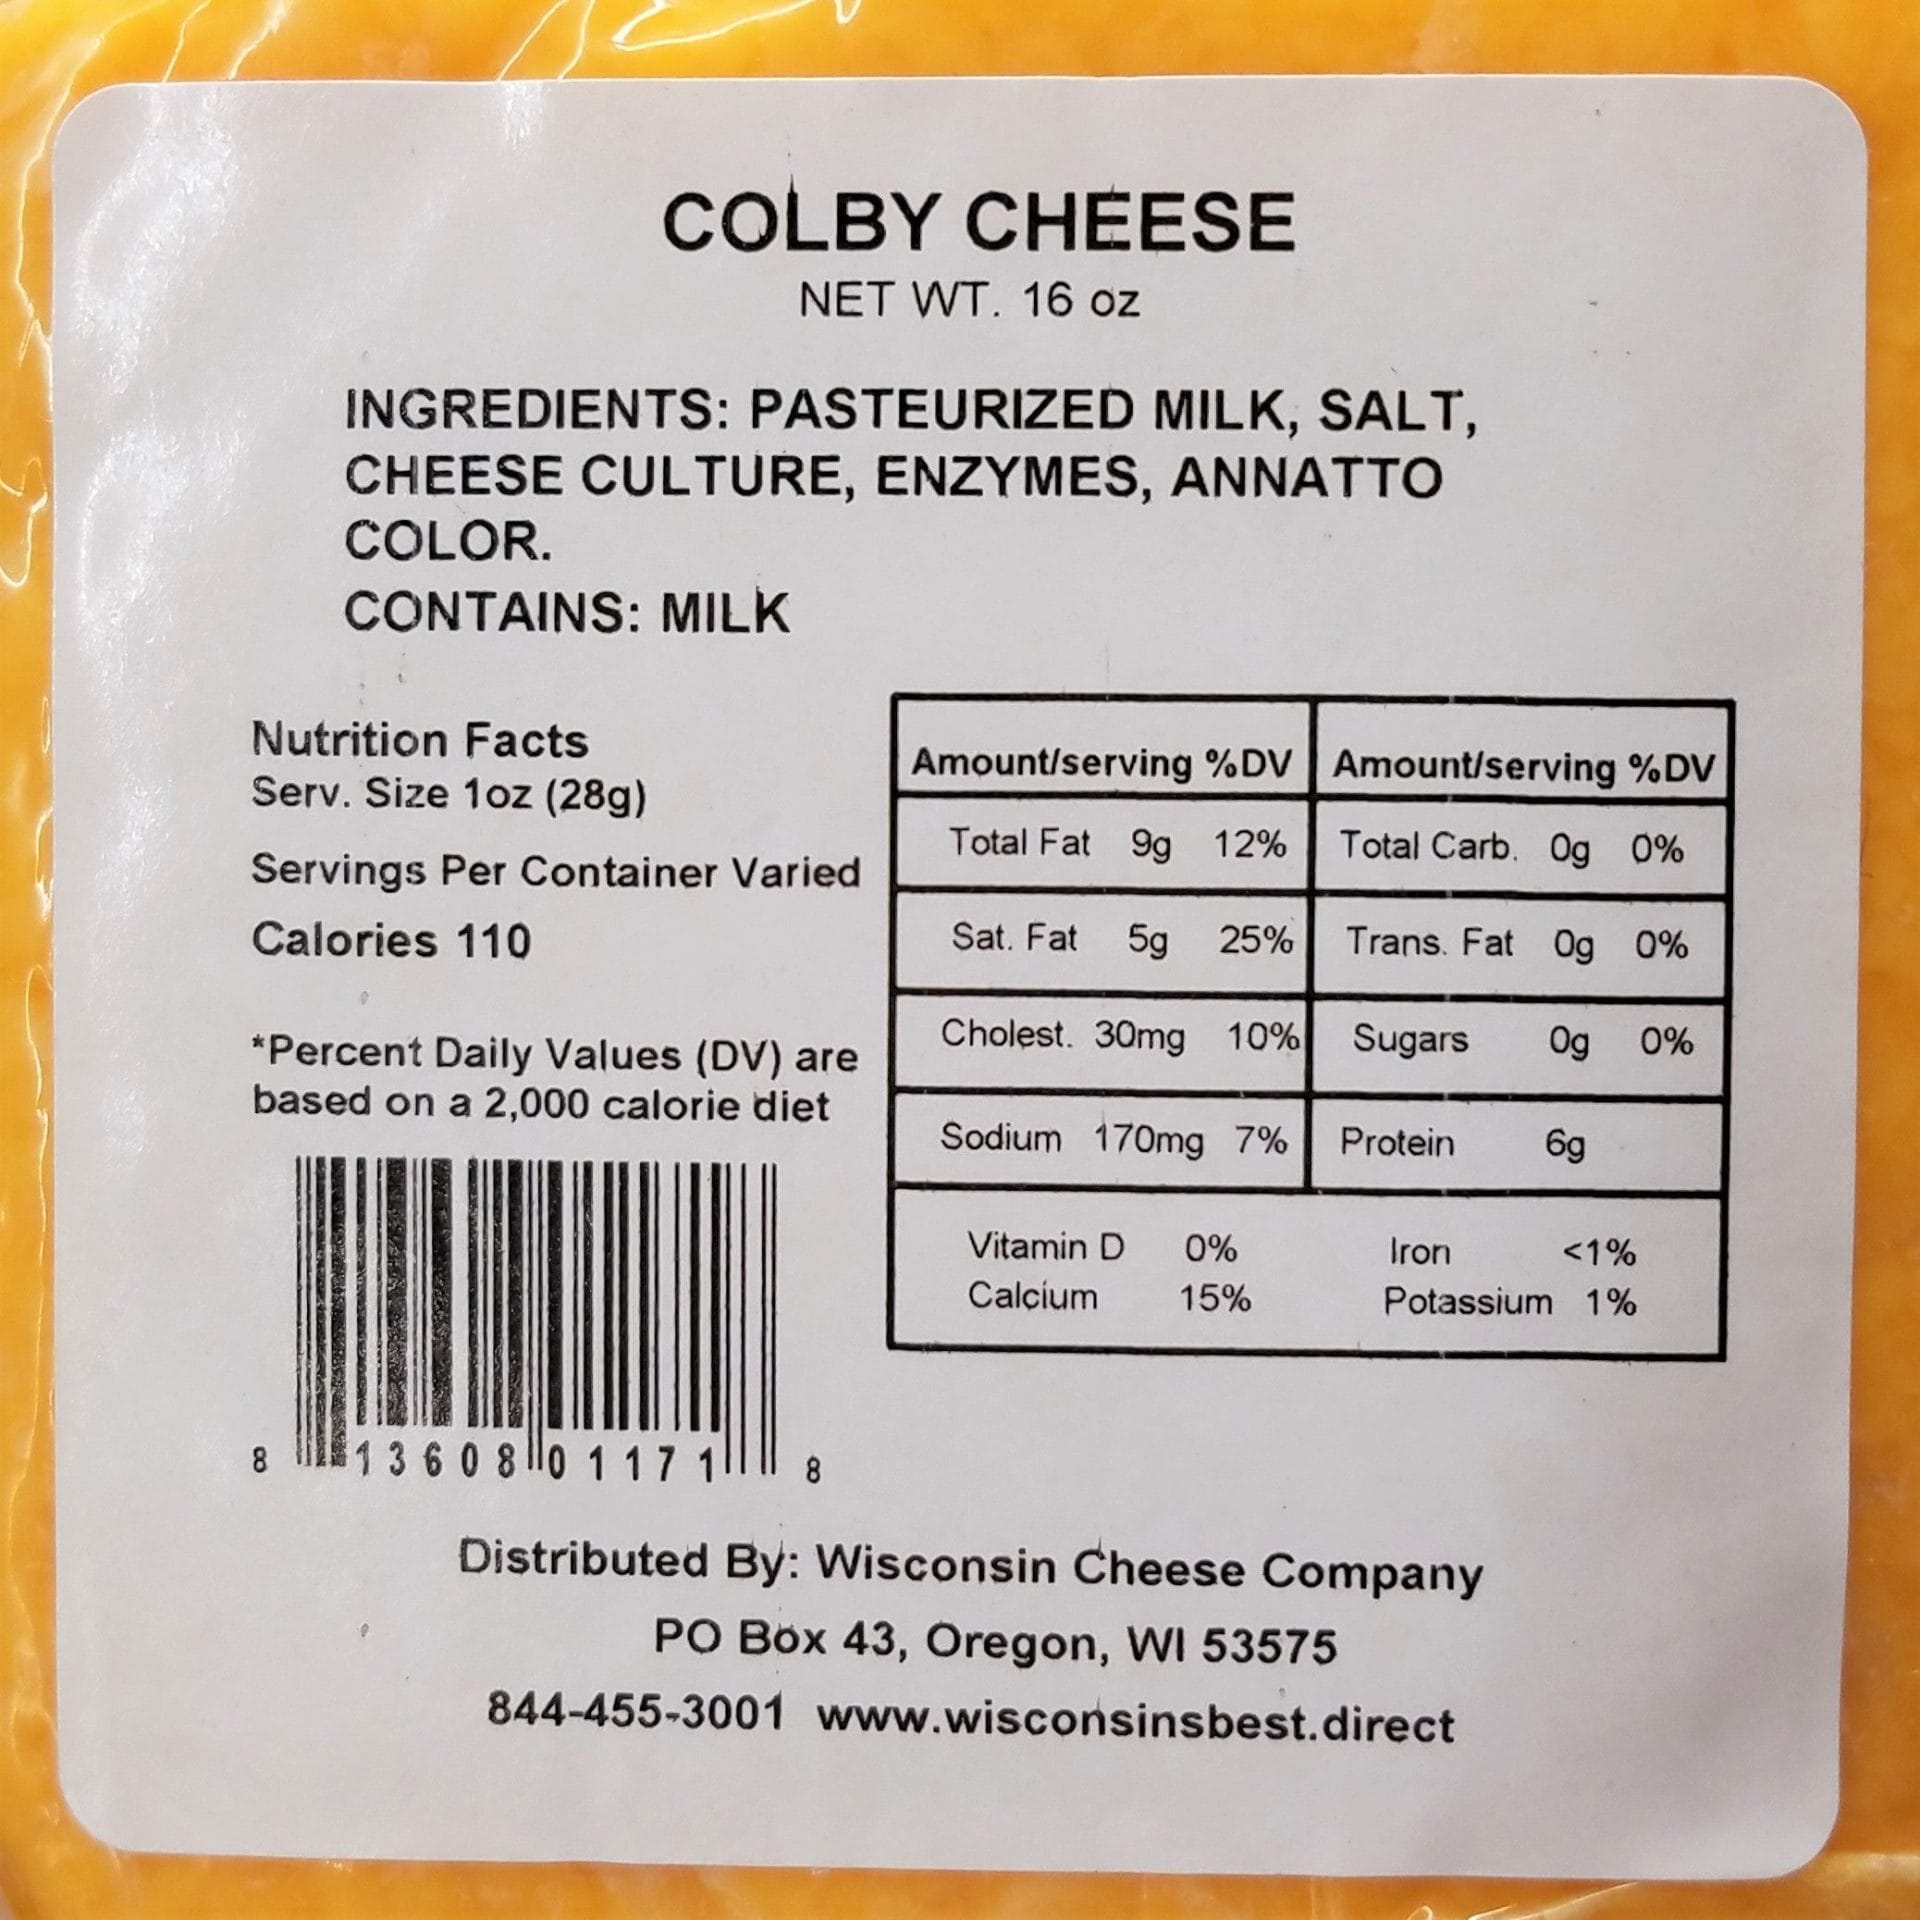 COLBY CHEESE
NET WT. 16 oz
INGREDIENTS: PASTEURIZED MILK, SALT,
CHEESE CULTURE, ENZYMES, ANNATTO
COLOR.
CONTAINS: MILK
Nutrition Facts
Serv. Size 1oz (28g)
Servings Per Container Varied
Calories 110
*Percent Daily Values (DV) are
based on a 2,000 calorie diet
Amount/serving %DV Amount/serving %DV
Total Fat 9g 12% Total Carb. 0g 0%
Sat. Fat 5g 25% Trans. Fat 0g 0%
Cholest. 30mg 10% Sugars 0g 0%
Sodium 170mg 7% Protein 6g
Vitamin D 0% Iron <1%
Calcium 15% Potassium 1%
8 13608 01171 8
Distributed By: Wisconsin Cheese Company
PO Box 43, Oregon, WI 53575
844-455-3001 www.wisconsinsbest.direct